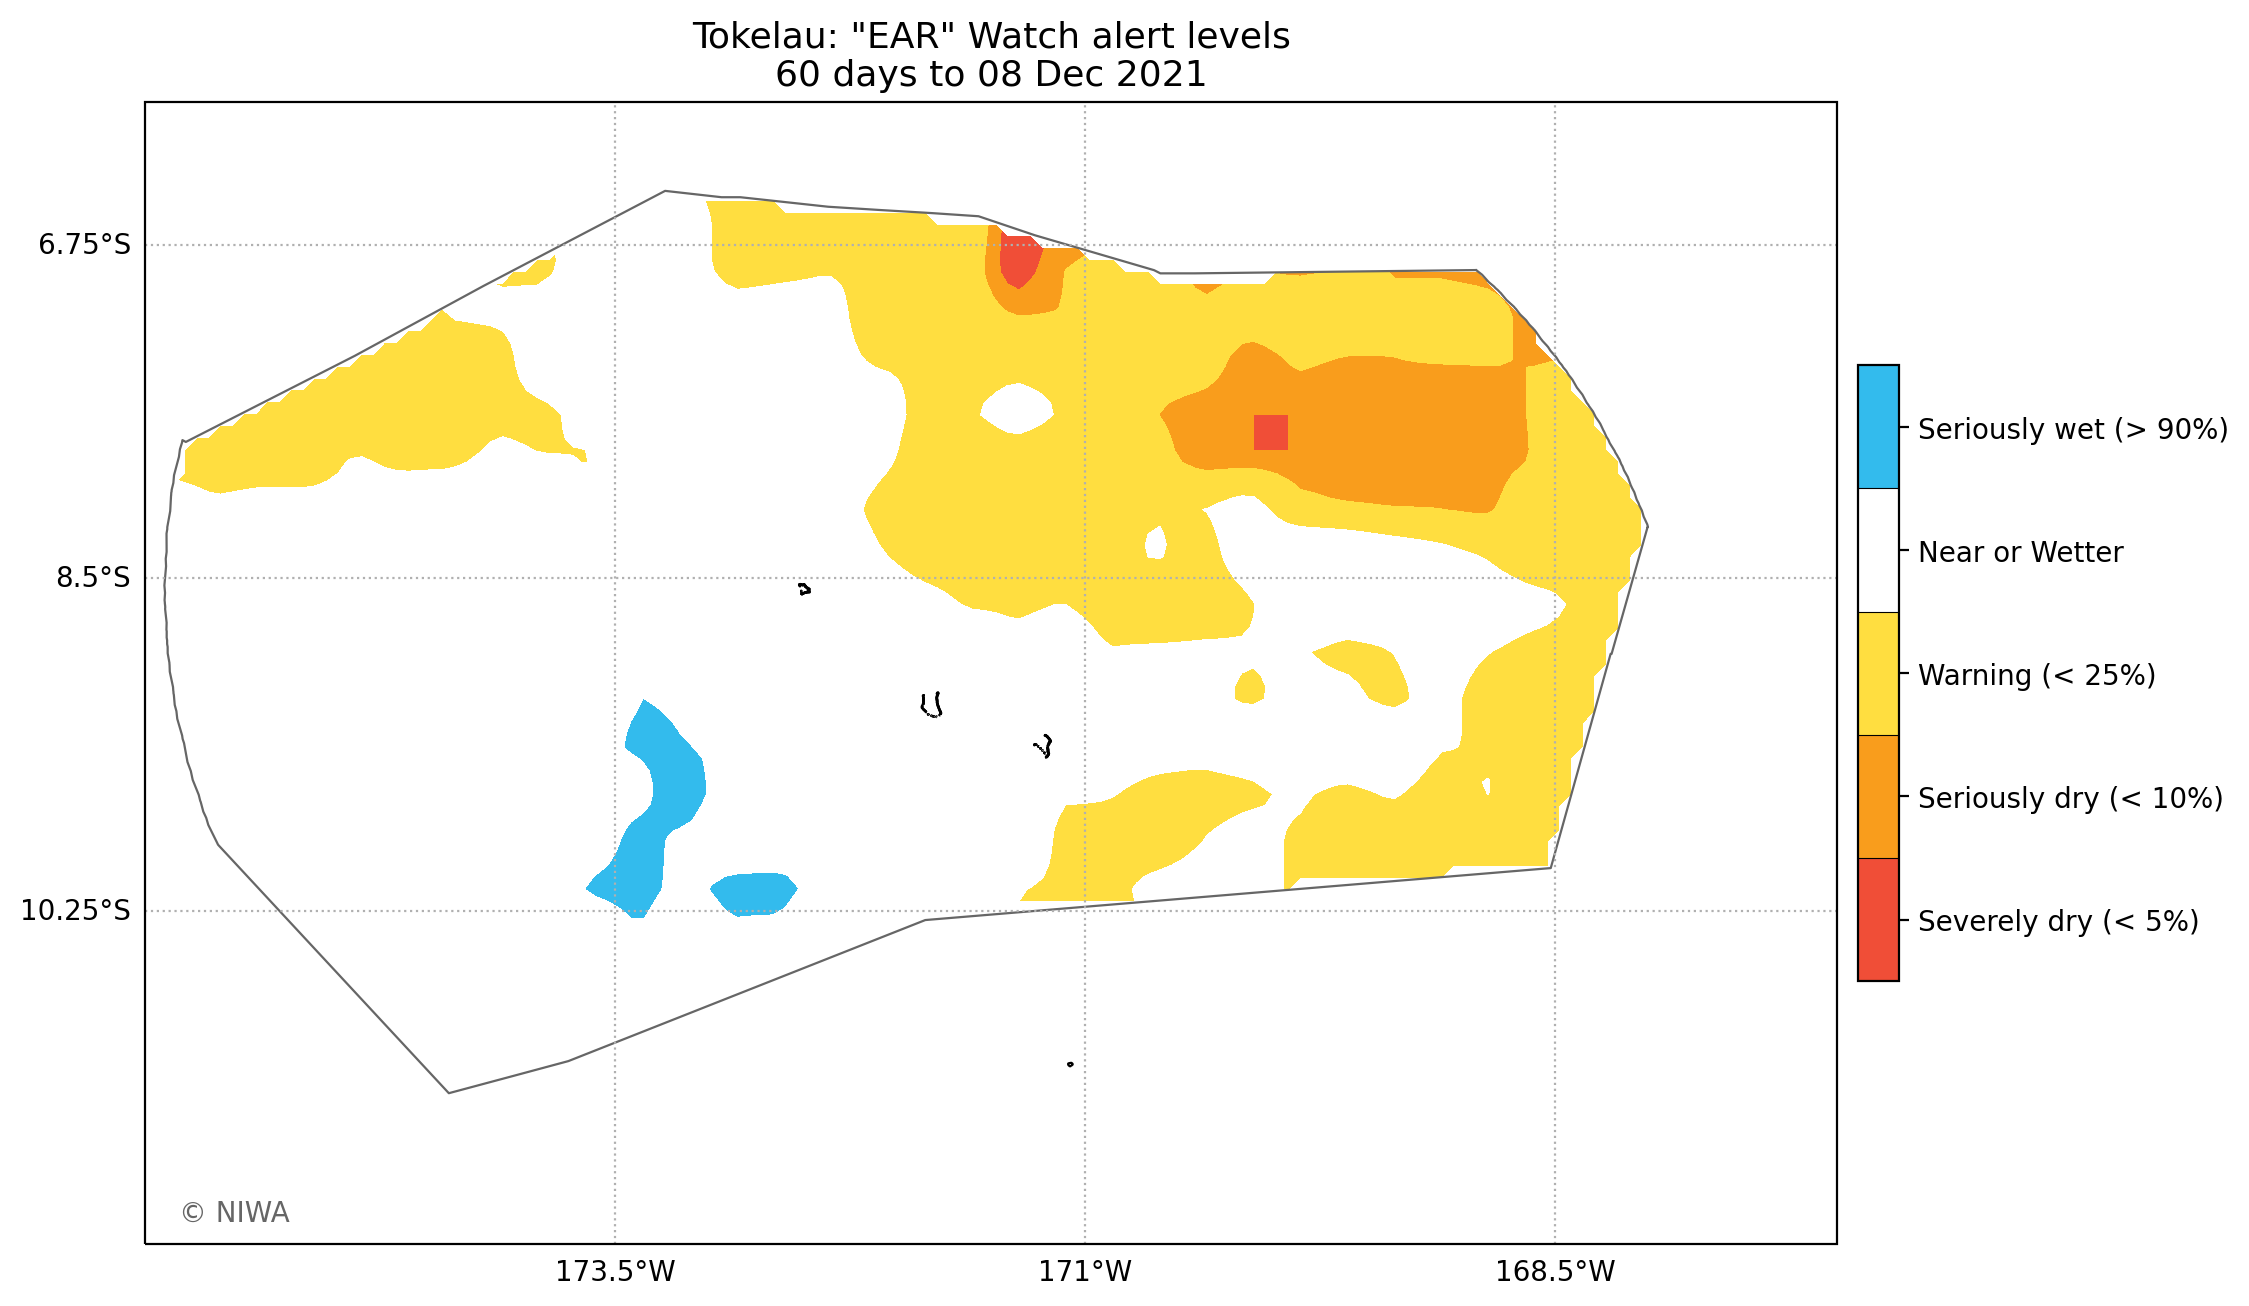 Tokelau: "EAR" Watch alert levels
60 days to 08 Dec 2021
6.75°S
8.5°S
10.25°S
173.5°W
171°W
168.5°W
Seriously wet (> 90%)
Near or Wetter
Warning (< 25%)
Seriously dry (< 10%)
Severely dry (< 5%)
© NIWA